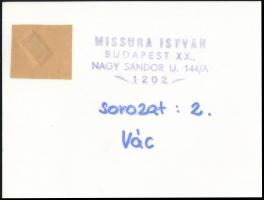 MISSURA ISTVÁN
BUDAPEST XX.,
NAGY SÁNDOR U. 144/A
1202
sorozat : 2.
Vác